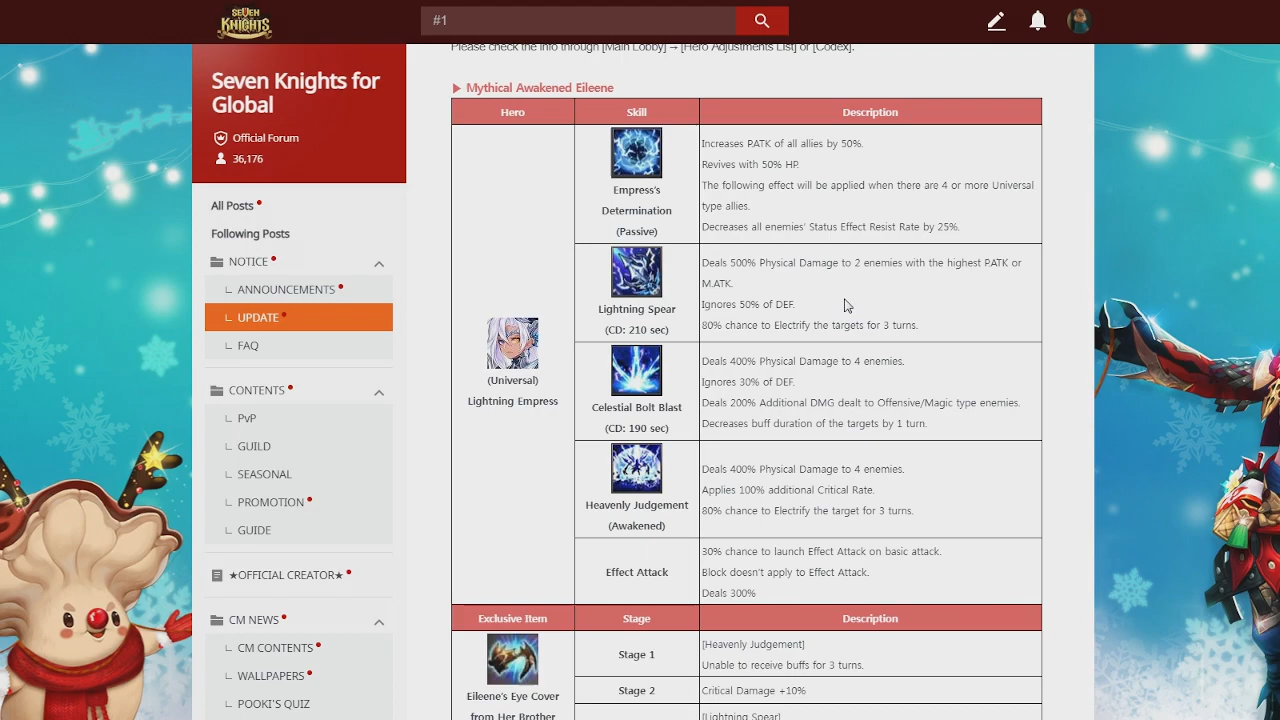 SEVEN KNIGHTS
#1
Seven Knights for
Global
Official Forum
36,176
All Posts
Following Posts
NOTICE
ANNOUNCEMENTS
UPDATE
FAQ
CONTENTS
PvP
GUILD
SEASONAL
PROMOTION
GUIDE
★OFFICIAL CREATOR★
CM NEWS
CM CONTENTS
WALLPAPERS
POOKI'S QUIZ
Please check the info through [Main Lobby] → [Hero Adjustments List] or [Codex].
▶ Mythical Awakened Eileene
Hero Skill Description
(Universal)
Lightning Empress
Empress's
Determination
(Passive)
Increases P.ATK of all allies by 50%.
Revives with 50% HP.
The following effect will be applied when there are 4 or more Universal
type allies.
Decreases all enemies' Status Effect Resist Rate by 25%.
Lightning Spear
(CD: 210 sec)
Deals 500% Physical Damage to 2 enemies with the highest P.ATK or
M.ATK.
Ignores 50% of DEF.
80% chance to Electrify the targets for 3 turns.
Celestial Bolt Blast
(CD: 190 sec)
Deals 400% Physical Damage to 4 enemies.
Ignores 30% of DEF.
Deals 200% Additional DMG dealt to Offensive/Magic type enemies.
Decreases buff duration of the targets by 1 turn.
Heavenly Judgement
(Awakened)
Deals 400% Physical Damage to 4 enemies.
Applies 100% additional Critical Rate.
80% chance to Electrify the target for 3 turns.
Effect Attack
30% chance to launch Effect Attack on basic attack.
Block doesn't apply to Effect Attack.
Deals 300%
Exclusive Item Stage Description
Eileene's Eye Cover
from Her Brother
Stage 1
[Heavenly Judgement]
Unable to receive buffs for 3 turns.
Stage 2
Critical Damage +10%
[Lightning Spear]